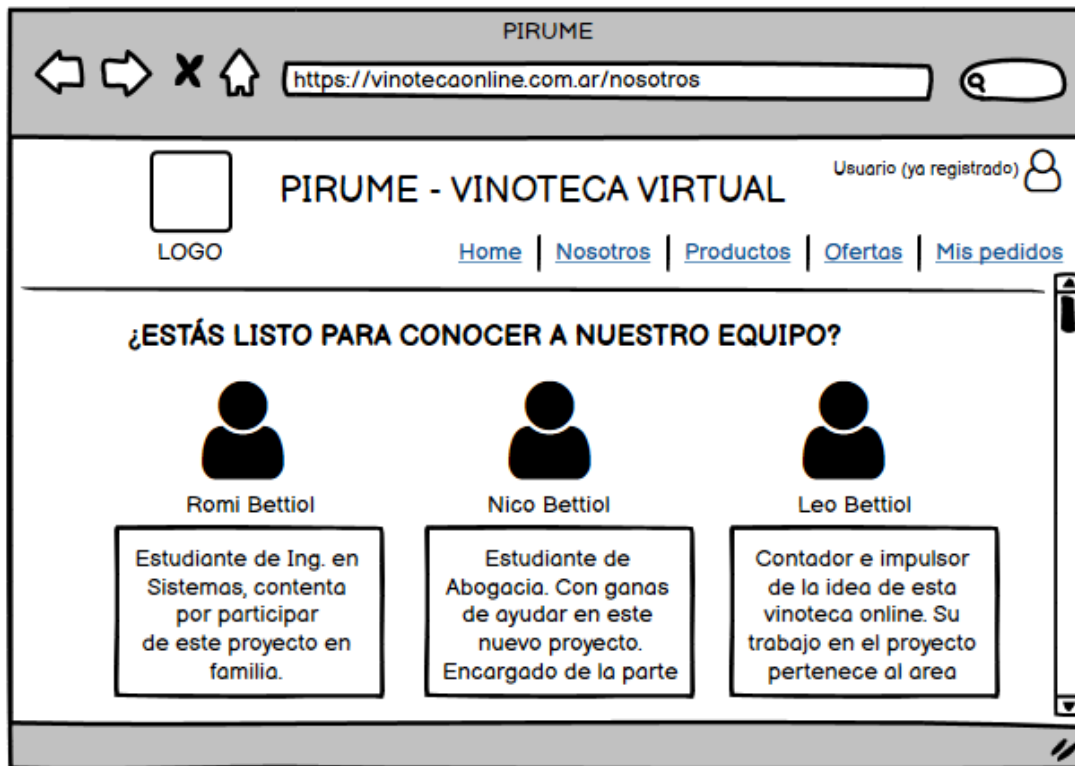 PIRUME
https://vinotecaonline.com.ar/nosotros
PIRUME - VINOTECA VIRTUAL
Usuario (ya registrado)
LOGO
Home | Nosotros | Productos | Ofertas | Mis pedidos
¿ESTÁS LISTO PARA CONOCER A NUESTRO EQUIPO?
Romi Bettiol
Estudiante de Ing. en
Sistemas, contenta
por participar
de este proyecto en
familia.
Nico Bettiol
Estudiante de
Abogacia. Con ganas
de ayudar en este
nuevo proyecto.
Encargado de la parte
Leo Bettiol
Contador e impulsor
de la idea de esta
vinoteca online. Su
trabajo en el proyecto
pertenece al area